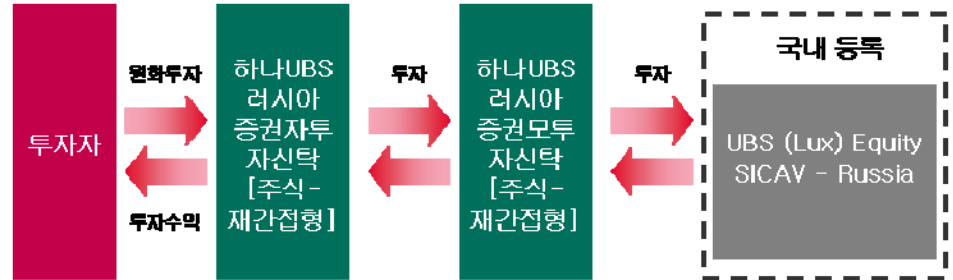 투자자
원화투자
투자수익
하나UBS
러시아
증권자투
자신탁
[주식-
재간접형]
투자
하나UBS
러시아
증권모투
자신탁
[주식-
재간접형]
투자
국내 등록
UBS (Lux) Equity
SICAV - Russia